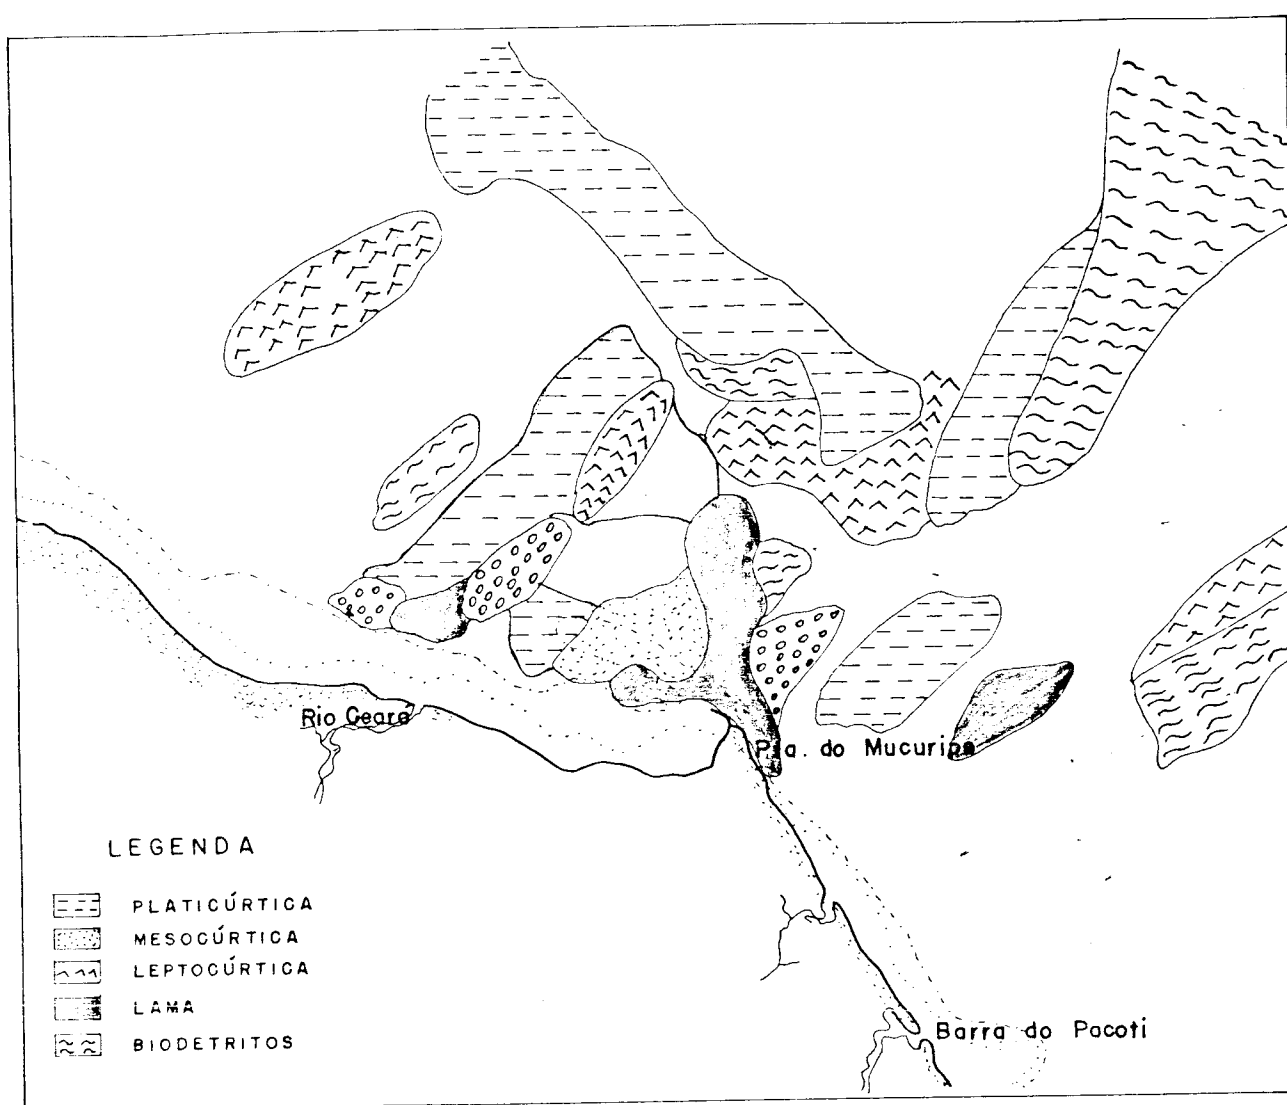 Rio Ceará
Pta. do Mucuripe
LEGENDA
PLATICÚRTICA
MESOCÚRTICA
LEPTOCÚRTICA
LAMA
BIODETRITOS
Barra do Pacoti